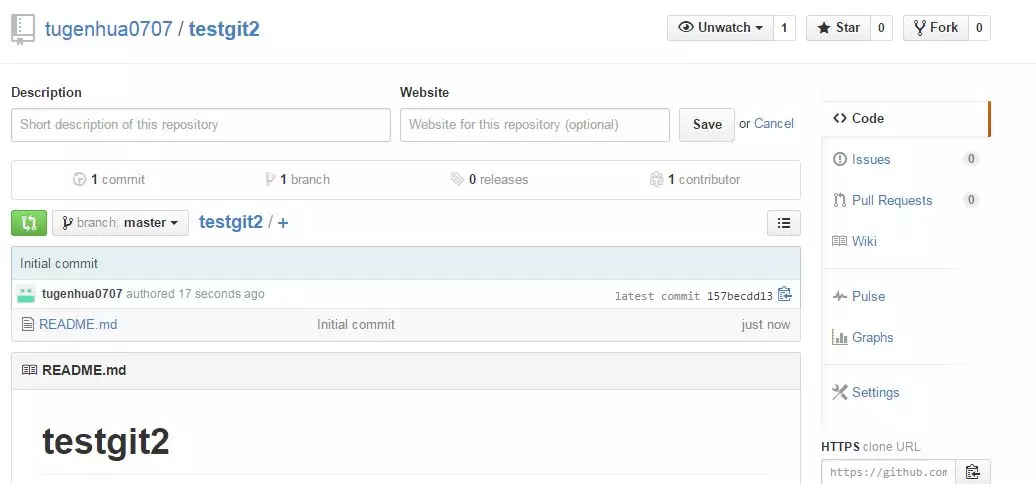 tugenhua0707 / testgit2
Unwatch 1 Star 0 Fork 0
Description Website
Short description of this repository Website for this repository (optional) Save or Cancel
1 commit 1 branch 0 releases 1 contributor
branch: master testgit2 / +
Initial commit
tugenhua0707 authored 17 seconds ago latest commit 157becdd13
README.md Initial commit just now
README.md
testgit2
Code
Issues 0
Pull Requests 0
Wiki
Pulse
Graphs
Settings
HTTPS clone URL
https://github.com